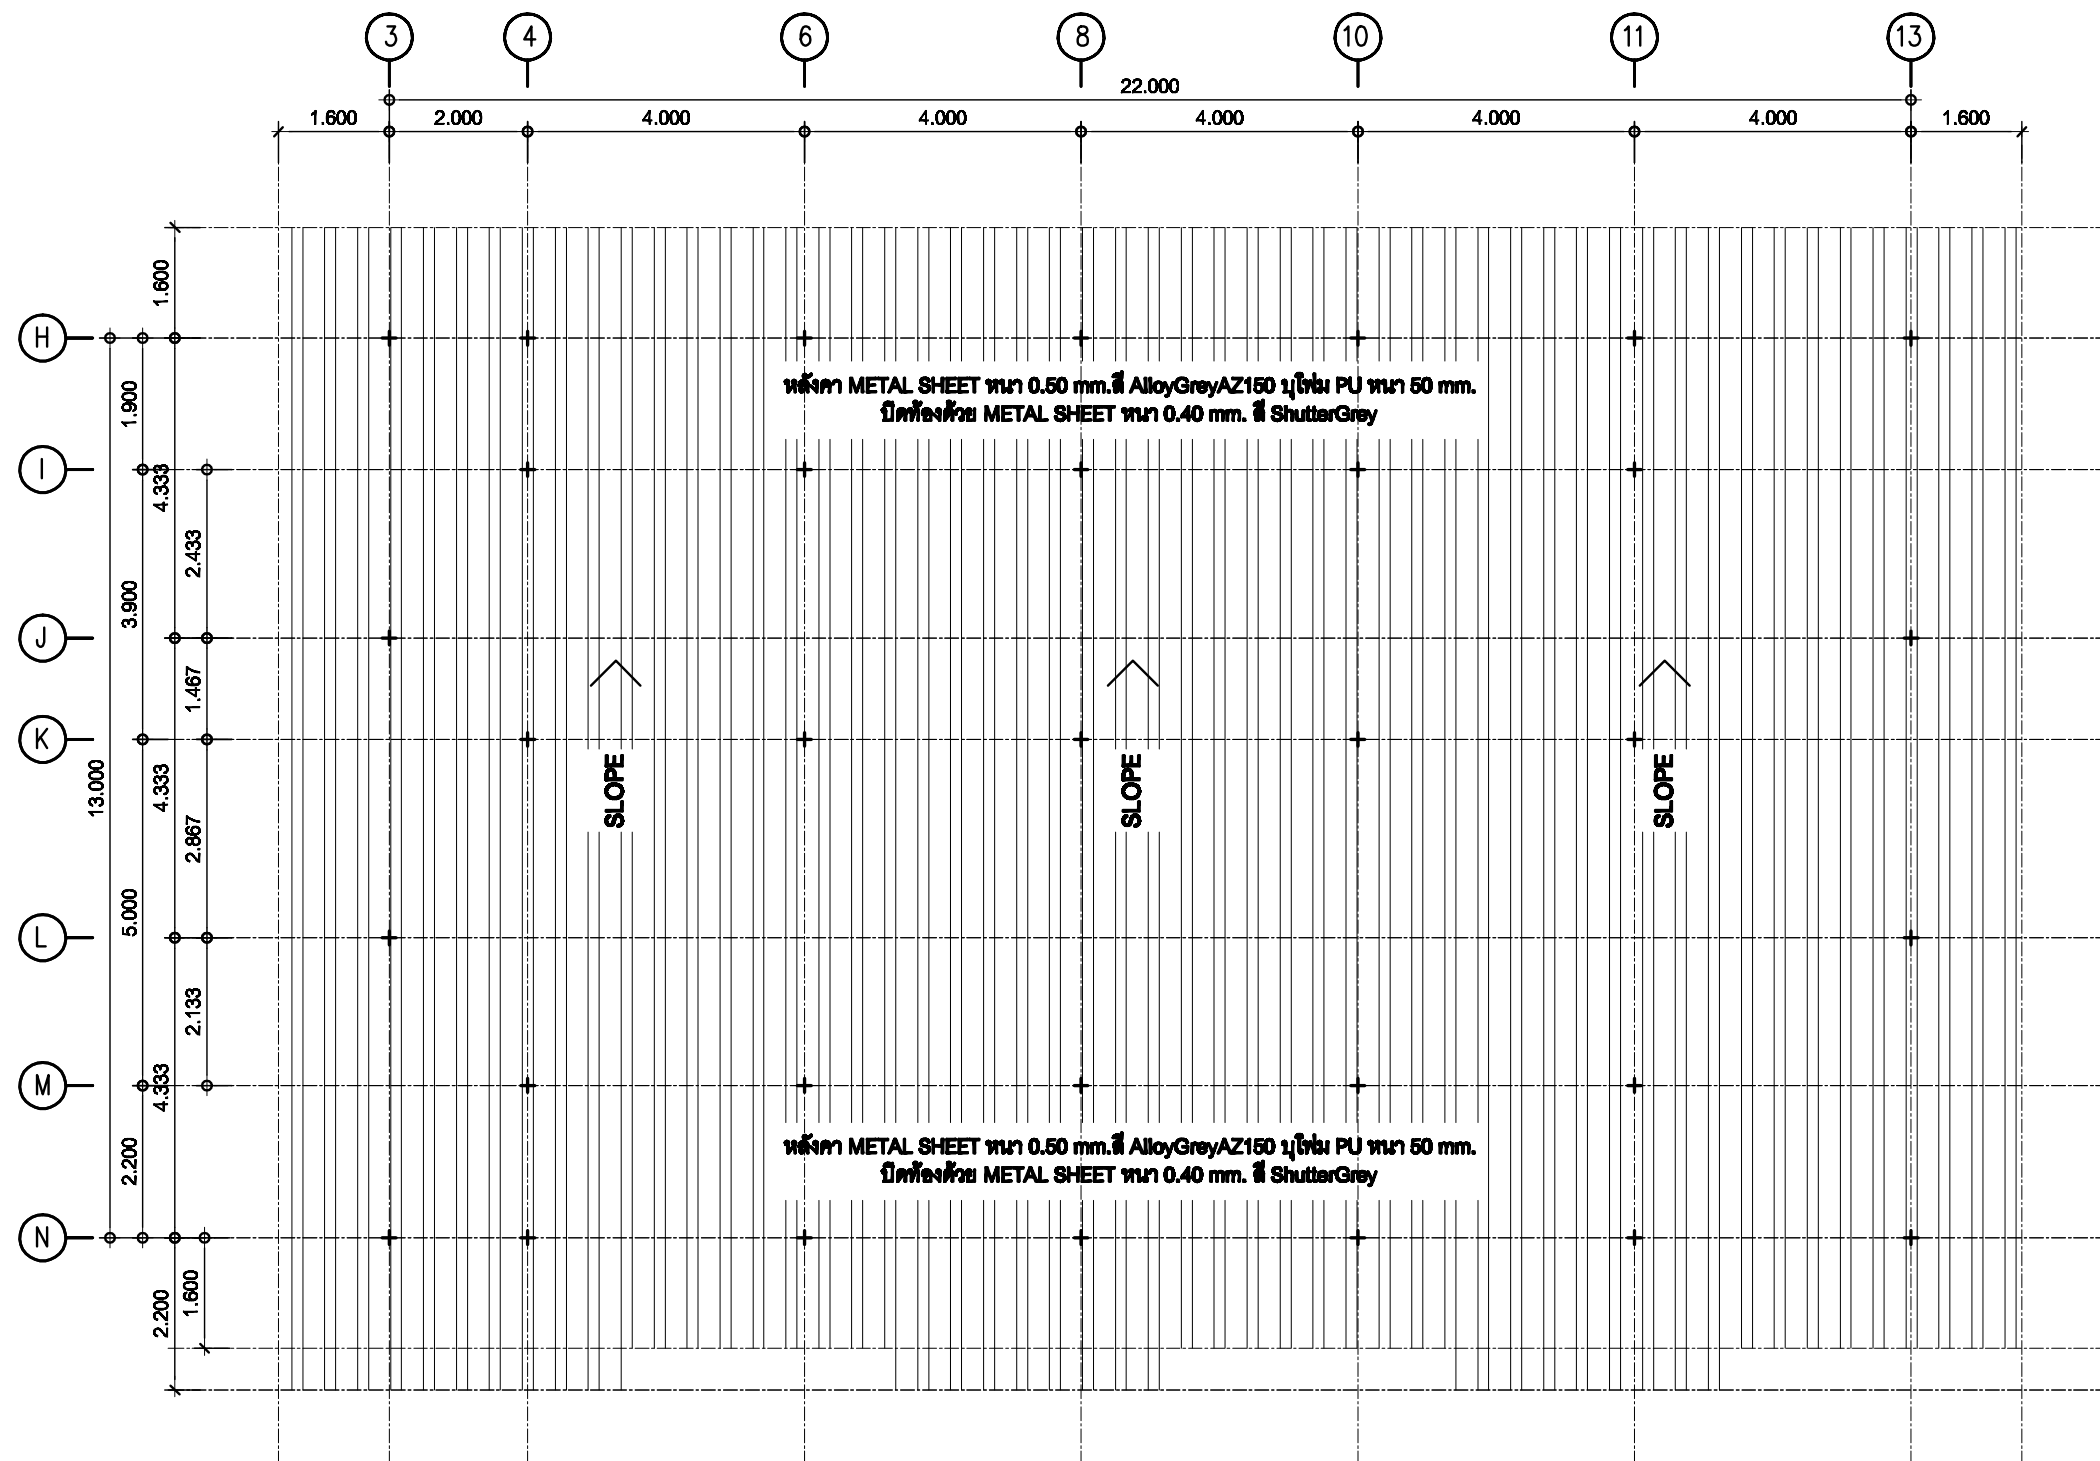 3 4 6 8 10 11 13
22.000
1.600 2.000 4.000 4.000 4.000 4.000 4.000 1.600
1.600
H
หลังคา METAL SHEET หนา 0.50 mm.สี AlloyGreyAZ150 บุโฟม PU หนา 50 mm.
ปิดท้องด้วย METAL SHEET หนา 0.40 mm. สี ShutterGrey
1.900
I
4.333
2.433
3.900
J
1.467
K
13.000
4.333
SLOPE SLOPE SLOPE
2.867
5.000
L
2.133
M
4.333
หลังคา METAL SHEET หนา 0.50 mm.สี AlloyGreyAZ150 บุโฟม PU หนา 50 mm.
ปิดท้องด้วย METAL SHEET หนา 0.40 mm. สี ShutterGrey
2.200
N
1.600
2.200